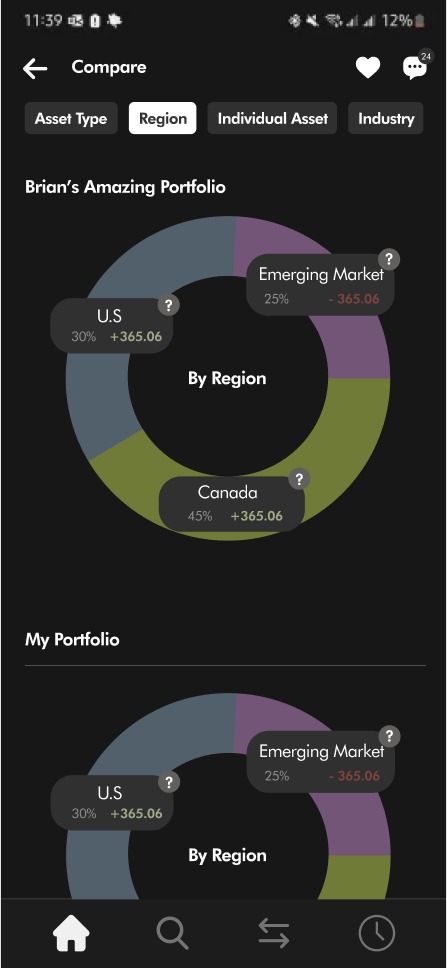 11:39 12%
24
Compare
Asset Type Region Individual Asset Industry
Brian's Amazing Portfolio
?
Emerging Market
25% - 365.06
?
U.S
30% +365.06
By Region
?
Canada
45% +365.06
My Portfolio
?
Emerging Market
25% - 365.06
?
U.S
30% +365.06
By Region